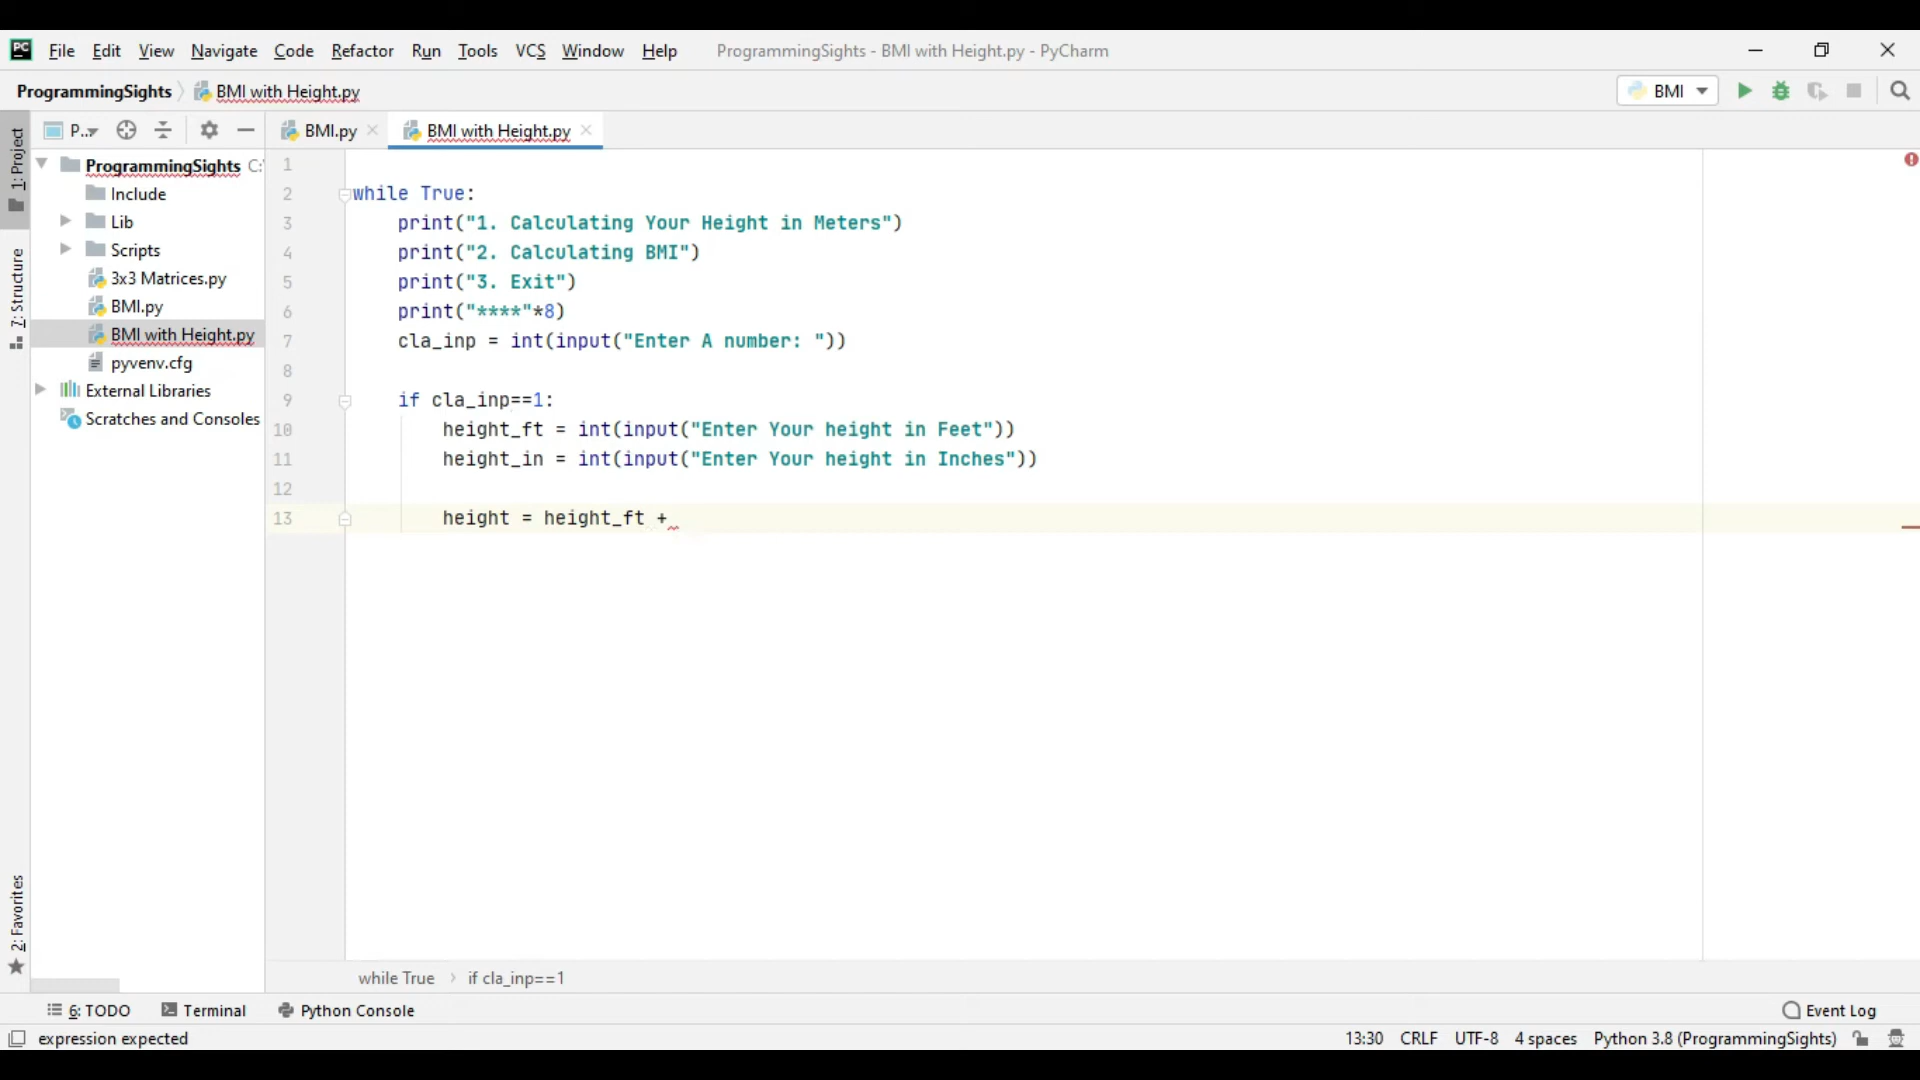 PC File Edit View Navigate Code Refactor Run Tools VCS Window Help ProgrammingSights - BMI with Height.py - PyCharm
ProgrammingSights BMI with Height.py BMI
P.. BMI.py BMI with Height.py
1: Project
7: Structure
2: Favorites
ProgrammingSights C:\
Include
Lib
Scripts
3x3 Matrices.py
BMI.py
BMI with Height.py
pyvenv.cfg
External Libraries
Scratches and Consoles
1
2 while True:
3 print("1. Calculating Your Height in Meters")
4 print("2. Calculating BMI")
5 print("3. Exit")
6 print("****"*8)
7 cla_inp = int(input("Enter A number: "))
8
9 if cla_inp==1:
10 height_ft = int(input("Enter Your height in Feet"))
11 height_in = int(input("Enter Your height in Inches"))
12
13 height = height_ft +
while True › if cla_inp==1
6: TODO Terminal Python Console Event Log
expression expected 13:30 CRLF UTF-8 4 spaces Python 3.8 (ProgrammingSights)